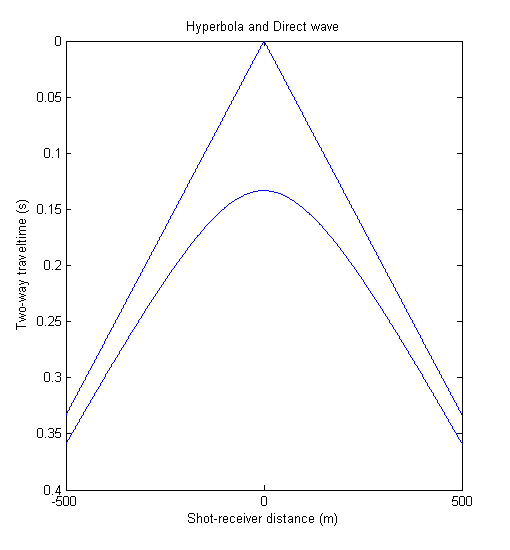 Hyperbola and Direct wave
0
0.05
0.1
0.15
0.2
0.25
0.3
0.35
0.4
Two-way traveltime (s)
-500 0 500
Shot-receiver distance (m)